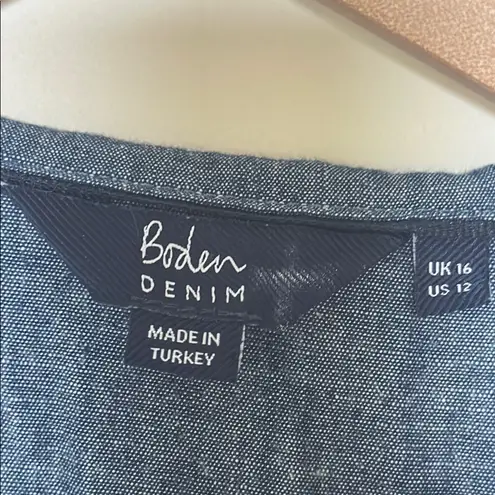 Boden
DENIM
MADE IN
TURKEY
UK 16
US 12